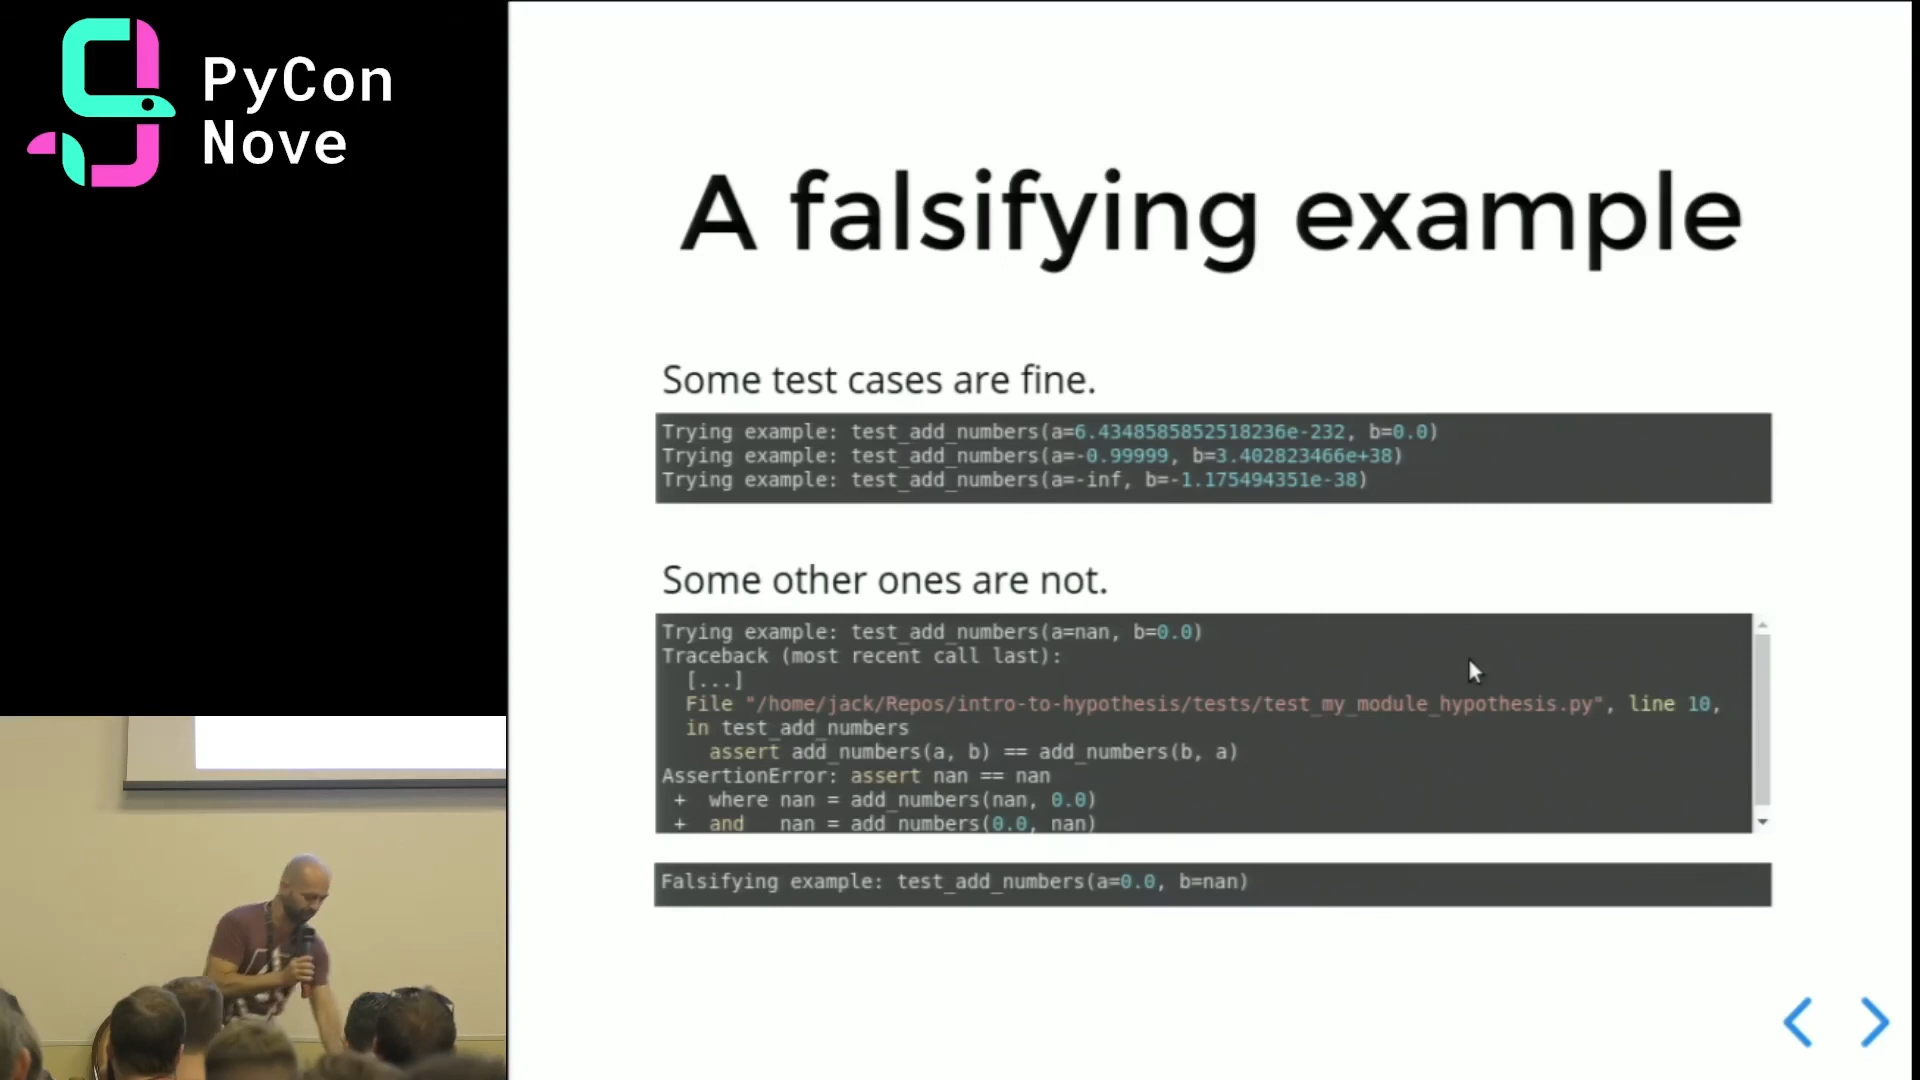 PyCon
Nove
A falsifying example
Some test cases are fine.
Trying example: test_add_numbers(a=6.4348585852518236e-232, b=0.0)
Trying example: test_add_numbers(a=-0.99999, b=3.402823466e+38)
Trying example: test_add_numbers(a=-inf, b=-1.175494351e-38)
Some other ones are not.
Trying example: test_add_numbers(a=nan, b=0.0)
Traceback (most recent call last):
[...]
File "/home/jack/Repos/intro-to-hypothesis/tests/test_my_module_hypothesis.py", line 10,
in test_add_numbers
assert add_numbers(a, b) == add_numbers(b, a)
AssertionError: assert nan == nan
+ where nan = add_numbers(nan, 0.0)
+ and nan = add_numbers(0.0, nan)
Falsifying example: test_add_numbers(a=0.0, b=nan)